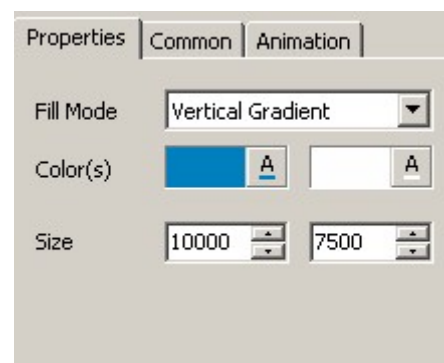 Properties Common Animation
Fill Mode Vertical Gradient
Color(s) A A
Size 10000 7500